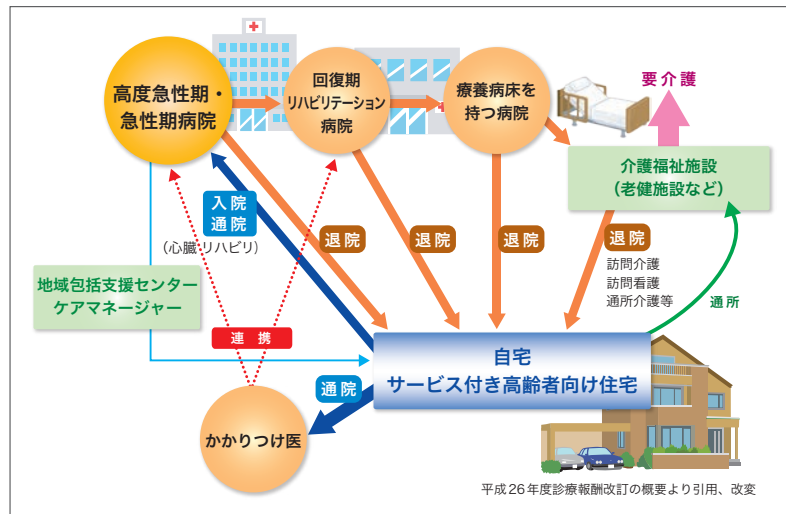 高度急性期・
急性期病院
回復期
リハビリテーション
病院
療養病床を
持つ病院
要介護
介護福祉施設
（老健施設など）
入院
通院
（心臓リハビリ）
退院
退院
退院
退院
訪問介護
訪問看護
通所介護等
通所
地域包括支援センター
ケアマネージャー
連携
自宅
サービス付き高齢者向け住宅
通院
かかりつけ医
平成26年度診療報酬改訂の概要より引用、改変